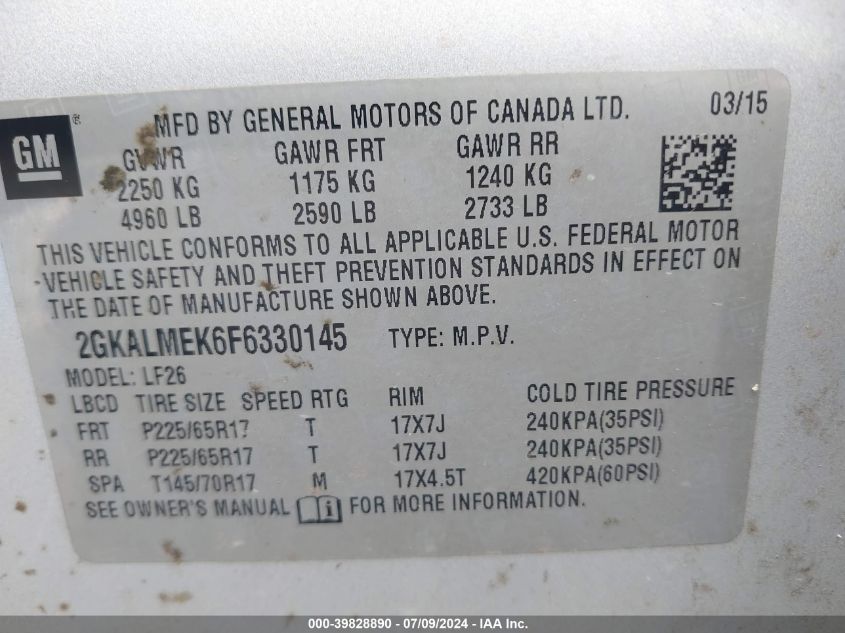 GM ®
MFD BY GENERAL MOTORS OF CANADA LTD. 03/15
GVWR GAWR FRT GAWR RR
2250 KG 1175 KG 1240 KG
4960 LB 2590 LB 2733 LB
THIS VEHICLE CONFORMS TO ALL APPLICABLE U.S. FEDERAL MOTOR
VEHICLE SAFETY AND THEFT PREVENTION STANDARDS IN EFFECT ON
THE DATE OF MANUFACTURE SHOWN ABOVE.
2GKALMEK6F6330145 TYPE: M.P.V.
MODEL: LF26
LBCD TIRE SIZE SPEED RTG RIM COLD TIRE PRESSURE
FRT P225/65R17 T 17X7J 240KPA(35PSI)
RR P225/65R17 T 17X7J 240KPA(35PSI)
SPA T145/70R17 M 17X4.5T 420KPA(60PSI)
SEE OWNER'S MANUAL i FOR MORE INFORMATION.
000-39828890 - 07/09/2024 - IAA Inc.